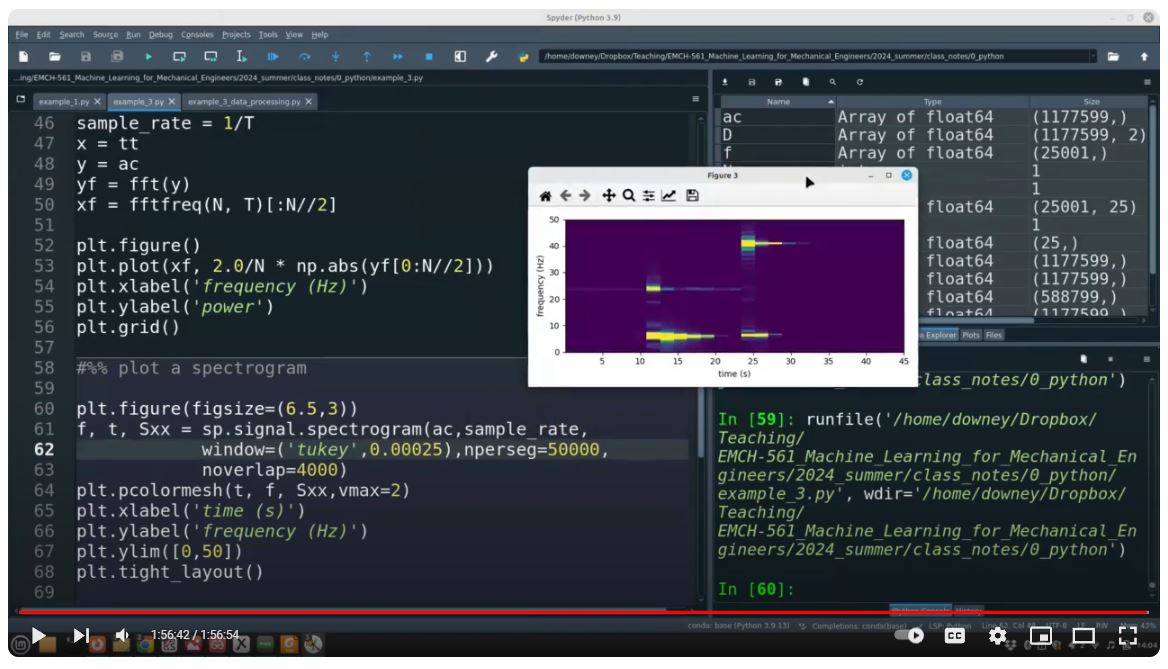 Spyder (Python 3.9)
File Edit Search Source Run Debug Consoles Projects Tools View Help
/home/downey/Dropbox/Teaching/EMCH-561_Machine_Learning_for_Mechanical_Engineers/2024_summer/class_notes/0_python
...ing/EMCH-561_Machine_Learning_for_Mechanical_Engineers/2024_summer/class_notes/0_python/example_3.py
example_1.py example_3.py example_3_data_processing.py
46 sample_rate = 1/T
47 x = tt
48 y = ac
49 yf = fft(y)
50 xf = fftfreq(N, T)[:N//2]
51
52 plt.figure()
53 plt.plot(xf, 2.0/N * np.abs(yf[0:N//2]))
54 plt.xlabel('frequency (Hz)')
55 plt.ylabel('power')
56 plt.grid()
57
58 #%% plot a spectrogram
59
60 plt.figure(figsize=(6.5,3))
61 f, t, Sxx = sp.signal.spectrogram(ac,sample_rate,
62 window=('tukey',0.00025),nperseg=50000,
63 noverlap=4000)
64 plt.pcolormesh(t, f, Sxx,vmax=2)
65 plt.xlabel('time (s)')
66 plt.ylabel('frequency (Hz)')
67 plt.ylim([0,50])
68 plt.tight_layout()
69
Name Type Size
ac Array of float64 (1177599,)
D Array of float64 (1177599, 2)
f Array of float64 (25001,)
1
1
float64 (25001, 25)
1
float64 (25,)
float64 (1177599,)
float64 (1177599,)
float64 (588799,)
float64 (1177599,)
Figure 3
frequency (Hz)
50
40
30
20
10
0
5 10 15 20 25 30 35 40 45
time (s)
Explorer Plots Files
class_notes/0_python')
In [59]: runfile('/home/downey/Dropbox/
Teaching/
EMCH-561_Machine_Learning_for_Mechanical_En
gineers/2024_summer/class_notes/0_python/
example_3.py', wdir='/home/downey/Dropbox/
Teaching/
EMCH-561_Machine_Learning_for_Mechanical_En
gineers/2024_summer/class_notes/0_python')
In [60]:
IPython Console History
conda: base (Python 3.9.13) Completions: conda(base) LSP: Python
1:56:42 / 1:56:54
CC
14:04